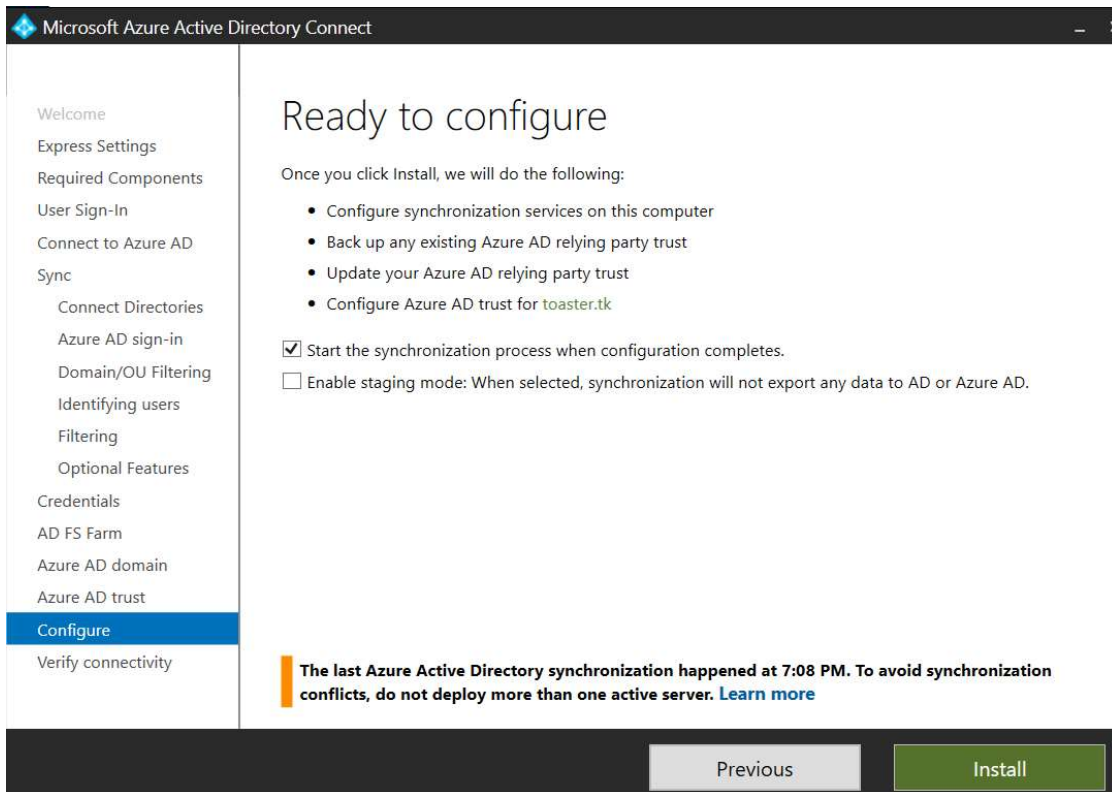 Microsoft Azure Active Directory Connect
Welcome
Express Settings
Required Components
User Sign-In
Connect to Azure AD
Sync
Connect Directories
Azure AD sign-in
Domain/OU Filtering
Identifying users
Filtering
Optional Features
Credentials
AD FS Farm
Azure AD domain
Azure AD trust
Configure
Verify connectivity
Ready to configure
Once you click Install, we will do the following:
• Configure synchronization services on this computer
• Back up any existing Azure AD relying party trust
• Update your Azure AD relying party trust
• Configure Azure AD trust for toaster.tk
Start the synchronization process when configuration completes.
Enable staging mode: When selected, synchronization will not export any data to AD or Azure AD.
The last Azure Active Directory synchronization happened at 7:08 PM. To avoid synchronization
conflicts, do not deploy more than one active server. Learn more
Previous
Install